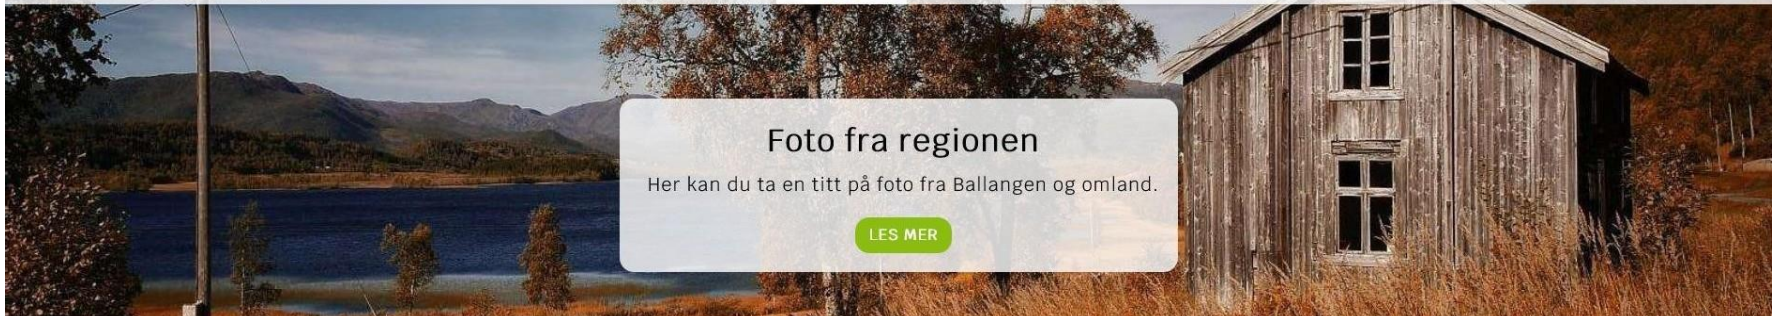 Foto fra regionen
Her kan du ta en titt på foto fra Ballangen og omland.
LES MER